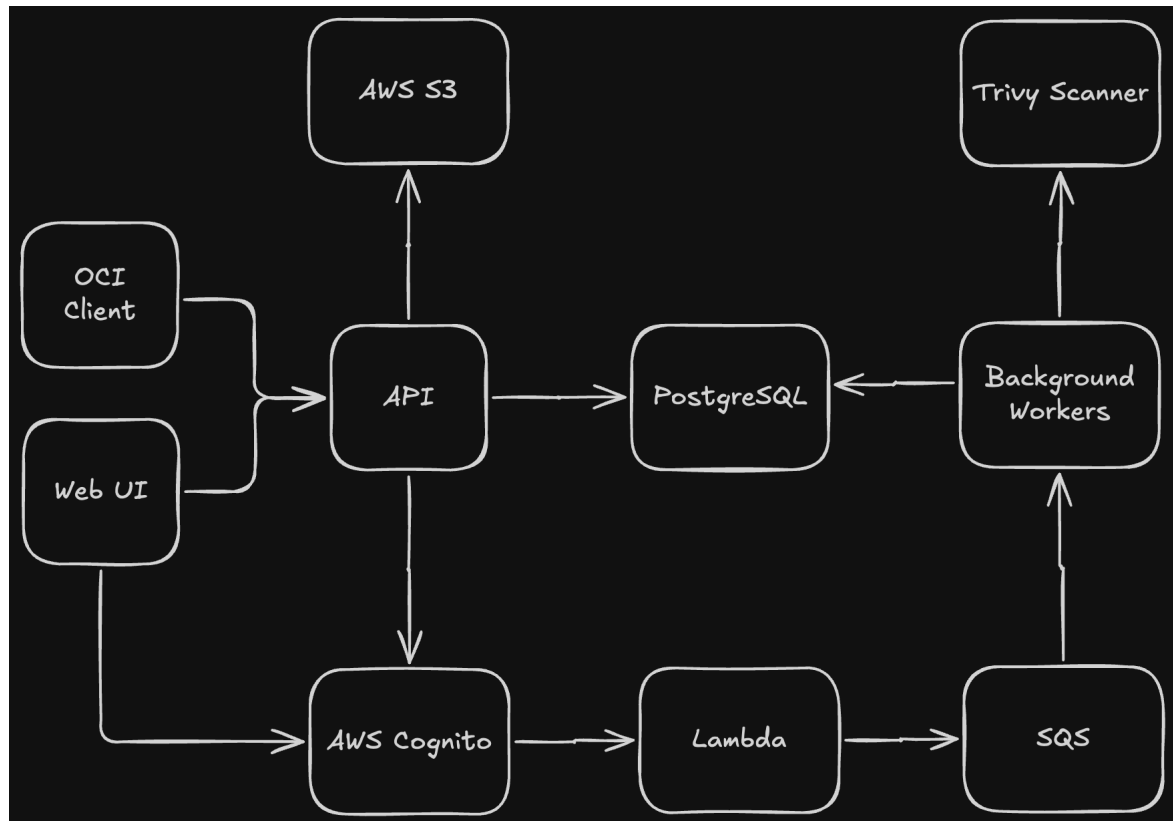 AWS S3
Trivy Scanner
OCI
Client
Web UI
API
PostgreSQL
Background
Workers
AWS Cognito
Lambda
SQS